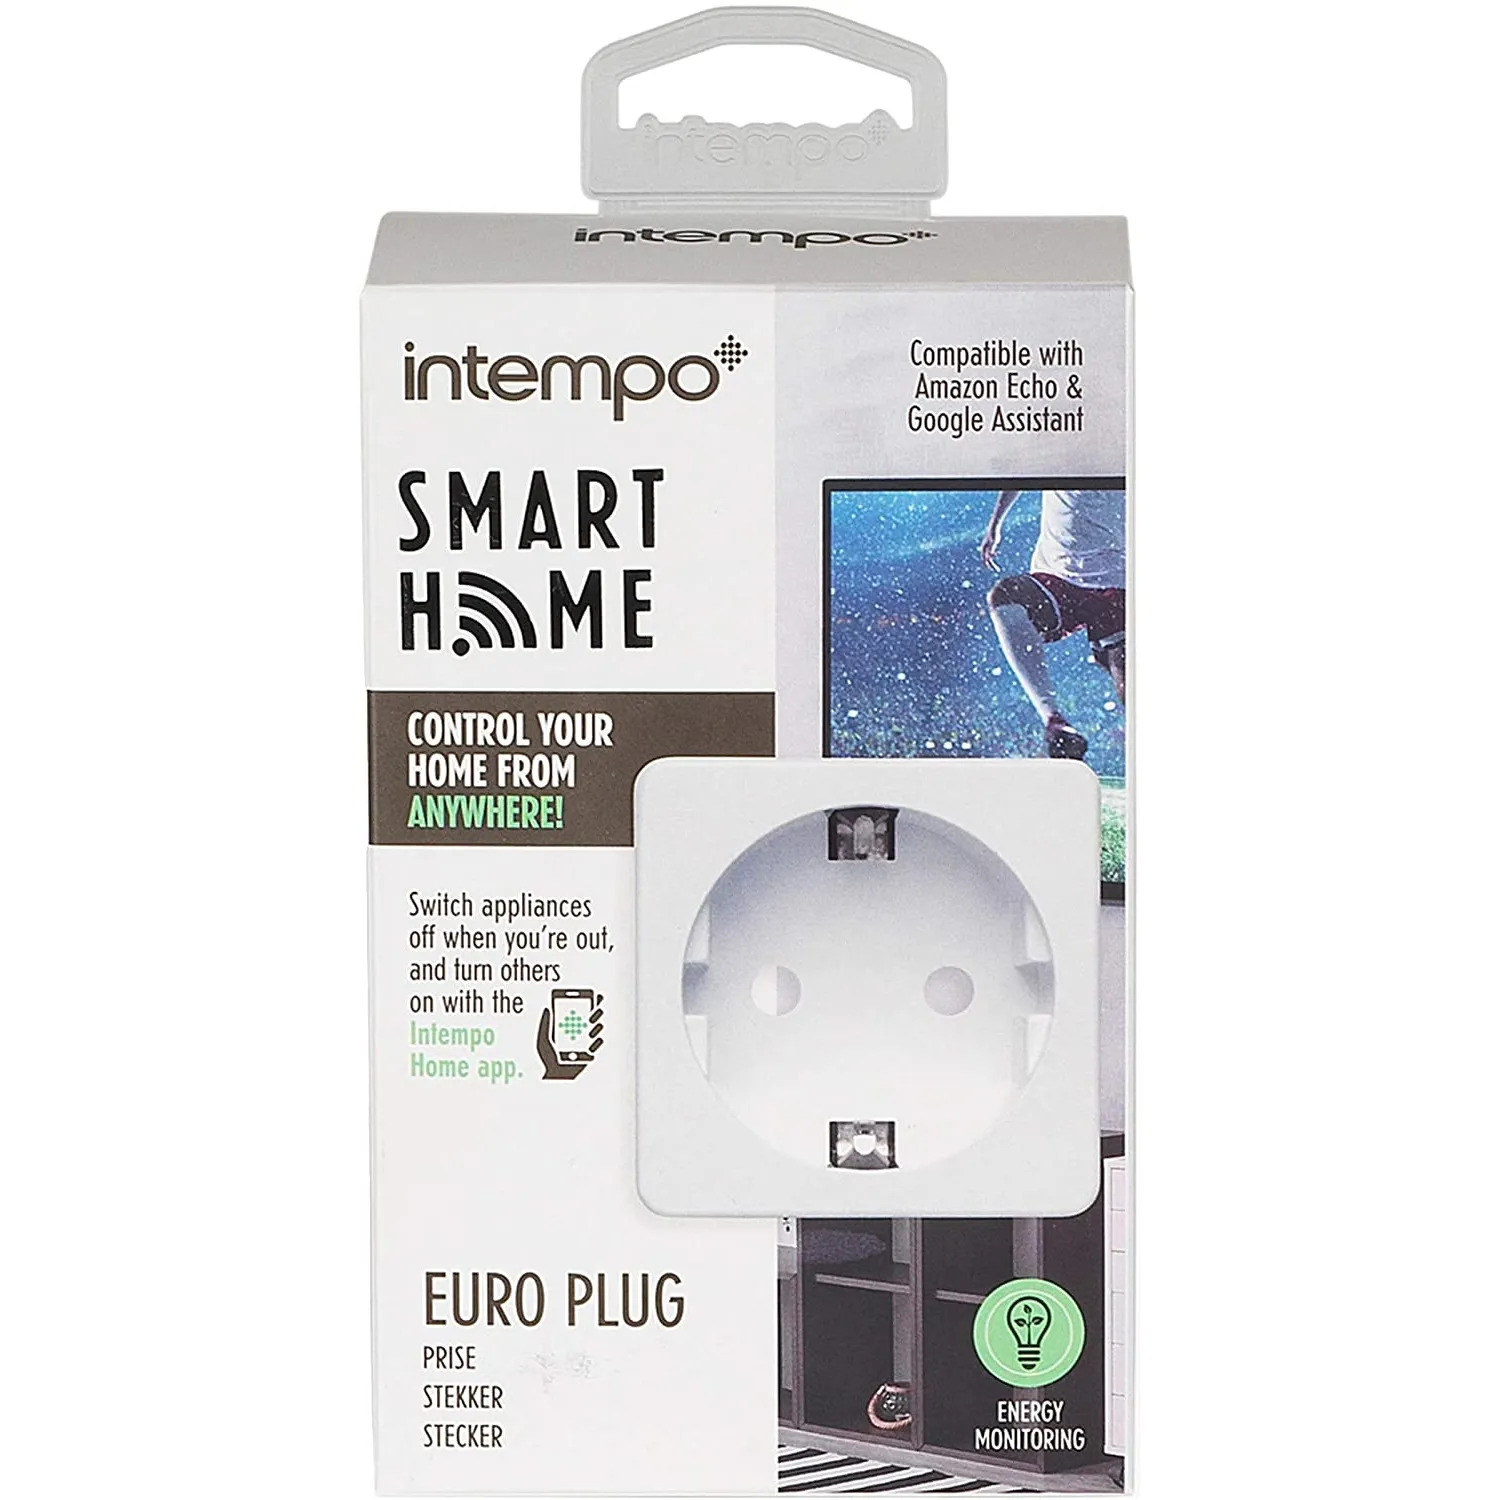 intempo
intempo
intempo
SMART
HOME
CONTROL YOUR
HOME FROM
ANYWHERE!
Switch appliances
off when you're out,
and turn others
on with the
Intempo
Home app.
Compatible with
Amazon Echo &
Google Assistant
EURO PLUG
PRISE
STEKKER
STECKER
ENERGY
MONITORING